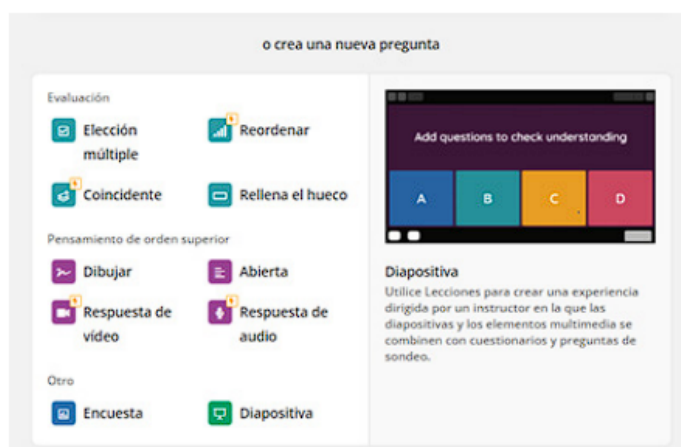 o crea una nueva pregunta
Evaluación
Elección
múltiple
Reordenar
Coincidente
Rellena el hueco
Pensamiento de orden superior
Dibujar
Abierta
Respuesta de
vídeo
Respuesta de
audio
Otro
Encuesta
Diapositiva
Add questions to check understanding
A
B
C
D
Diapositiva
Utilice Lecciones para crear una experiencia
dirigida por un instructor en la que las
diapositivas y los elementos multimedia se
combinen con cuestionarios y preguntas de
sondeo.